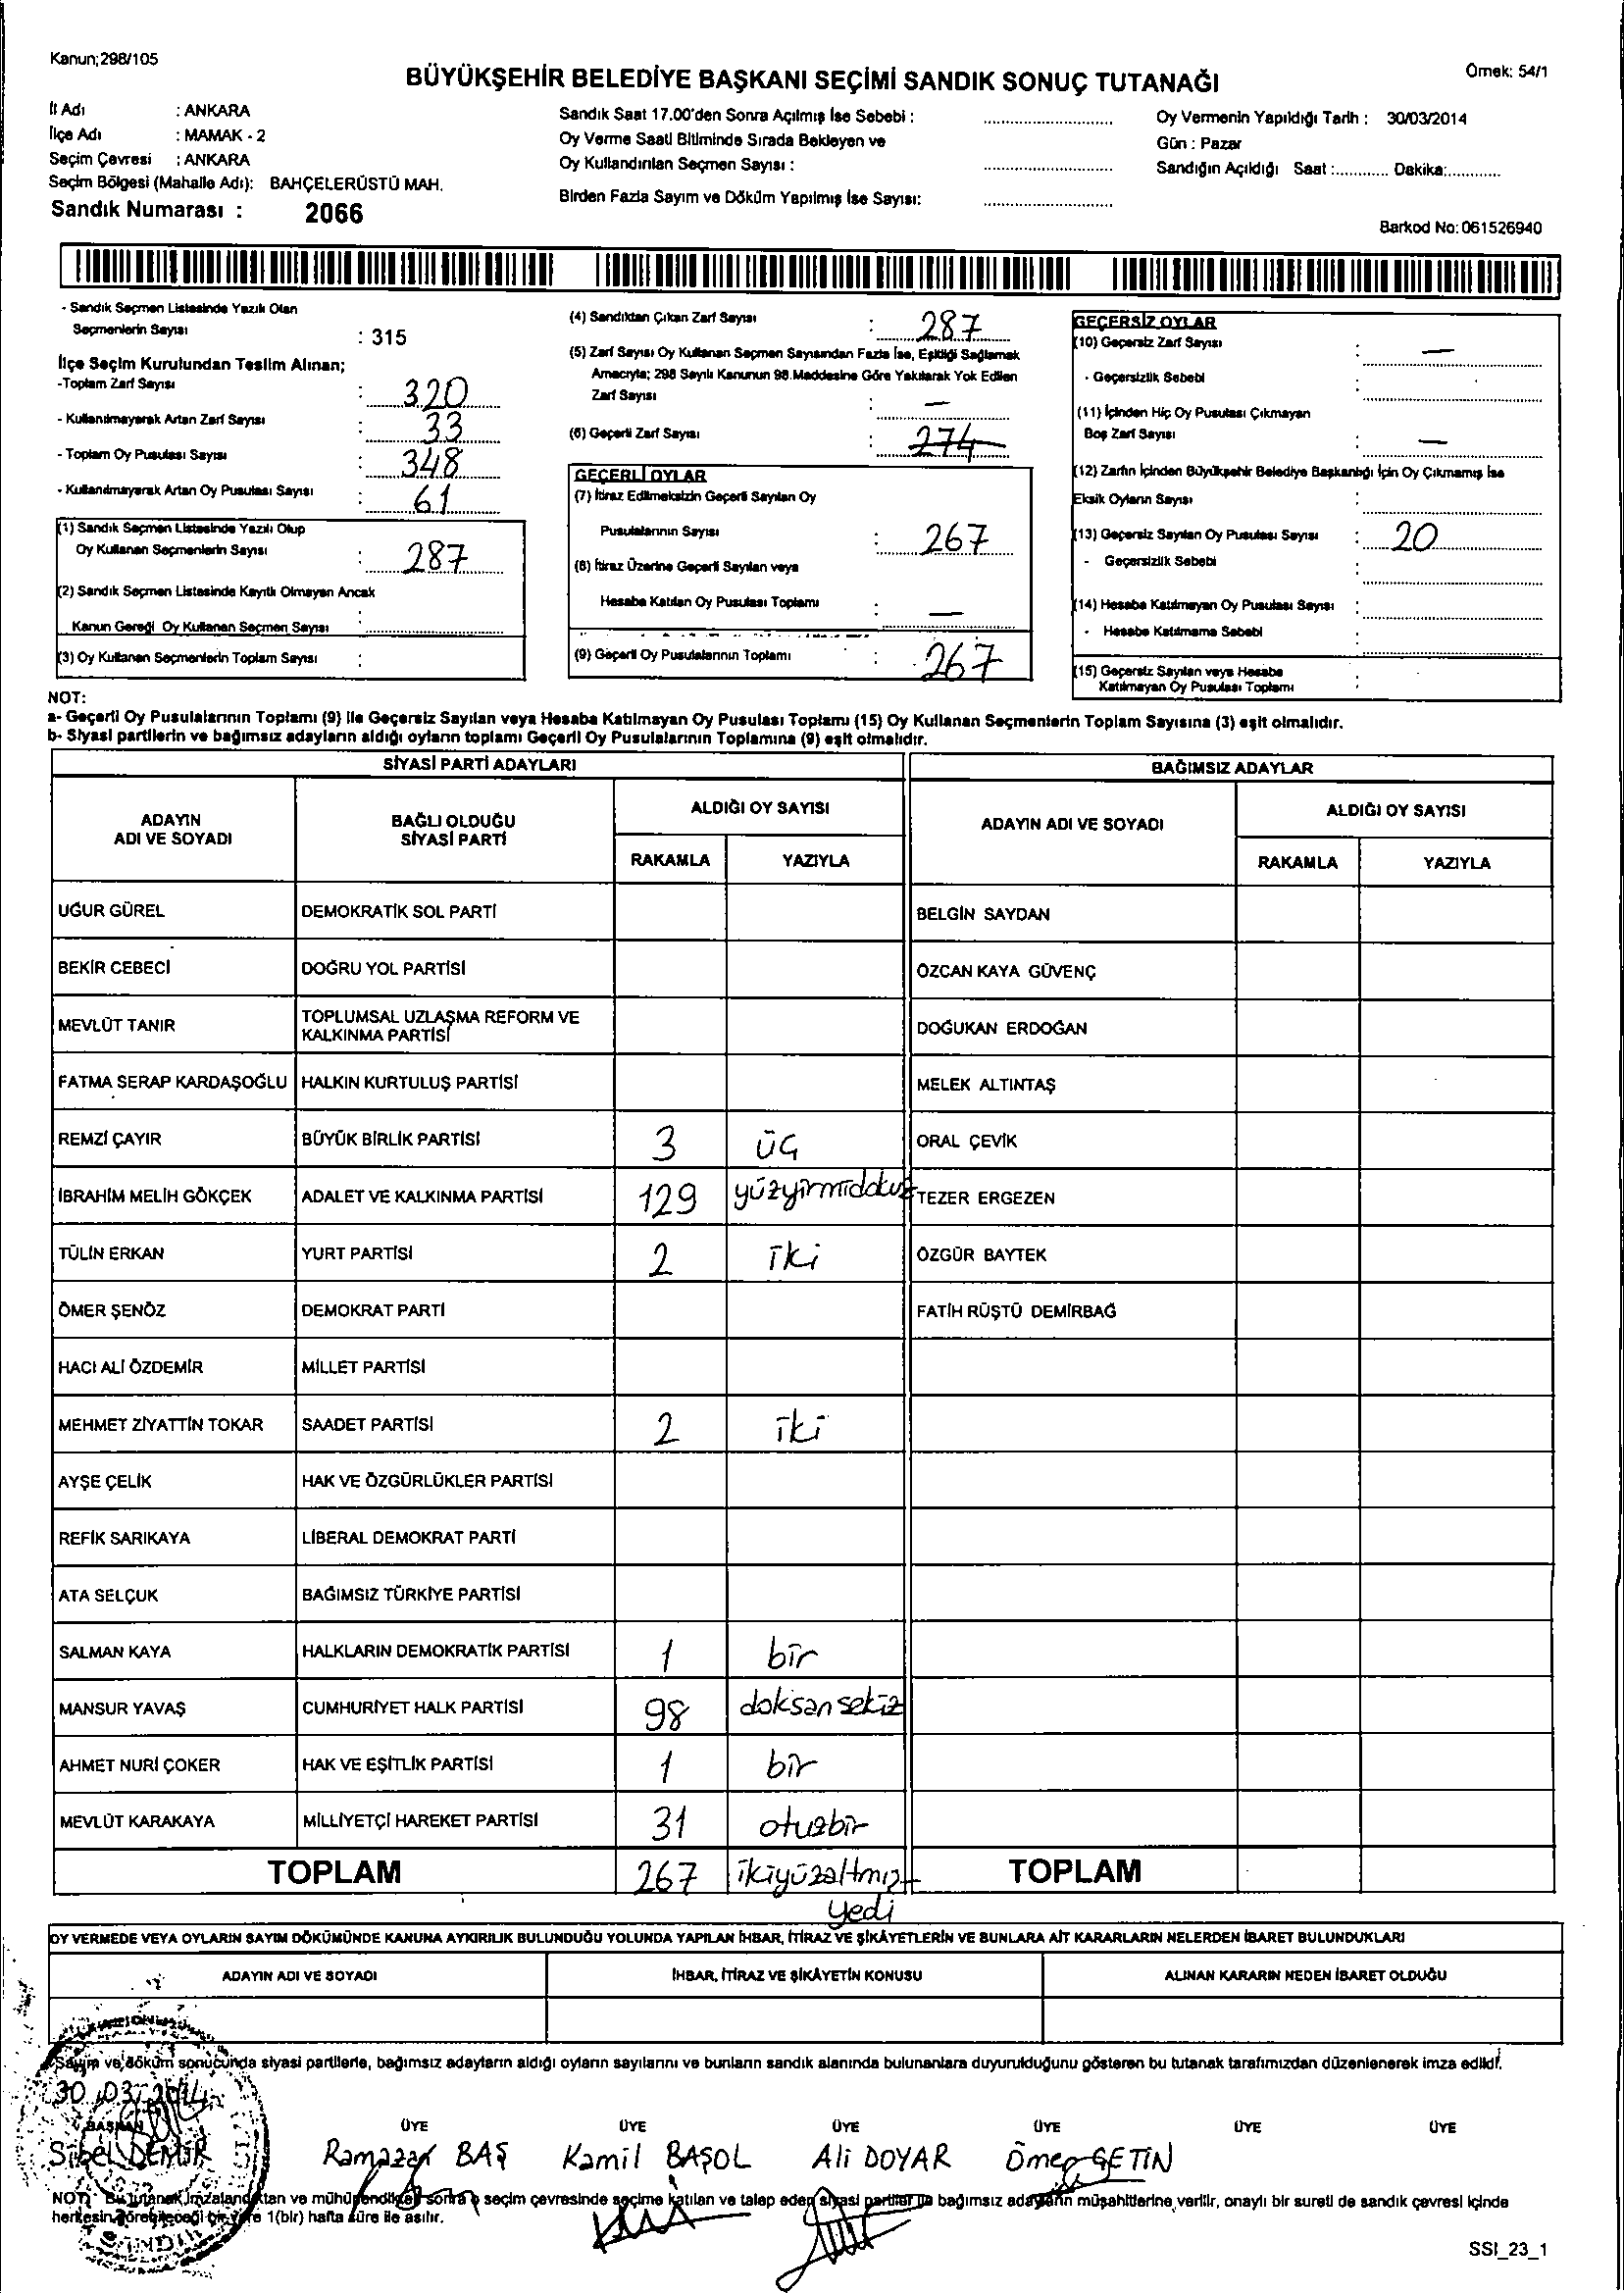 Kanun;298/105
Örnek: 54/1
BÜYÜKŞEHİR BELEDİYE BAŞKANI SEÇİMİ SANDIK SONUÇ TUTANAĞI
İl Adı : ANKARA
İlçe Adı : MAMAK - 2
Seçim Çevresi : ANKARA
Seçim Bölgesi (Mahalle Adı): BAHÇELERÜSTÜ MAH.
Sandık Numarası : 2066
Sandık Saat 17.00'den Sonra Açılmış İse Sebebi :
Oy Verme Saati Bitiminde Sırada Bekleyen ve
Oy Kullandırılan Seçmen Sayısı :
Birden Fazla Sayım ve Döküm Yapılmış İse Sayısı:
Oy Vermenin Yapıldığı Tarih : 30/03/2014
Gün : Pazar
Sandığın Açıldığı Saat :............ Dakika:............
Barkod No: 061526940
- Sandık Seçmen Listesinde Yazılı Olan
Seçmenlerin Sayısı : 315
İlçe Seçim Kurulundan Teslim Alınan;
-Toplam Zarf Sayısı : 320
- Kullanılmayarak Artan Zarf Sayısı : 33
- Toplam Oy Pusulası Sayısı : 348
- Kullanılmayarak Artan Oy Pusulası Sayısı : 61
(1) Sandık Seçmen Listesinde Yazılı Olup
Oy Kullanan Seçmenlerin Sayısı : 287
(2) Sandık Seçmen Listesinde Kayıtlı Olmayan Ancak
Kanun Gereği Oy Kullanan Seçmen Sayısı :
(3) Oy Kullanan Seçmenlerin Toplam Sayısı :
(4) Sandıktan Çıkan Zarf Sayısı : 287
(5) Zarf Sayısı Oy Kullanan Seçmen Sayısından Fazla İse, Eşitliği Sağlamak
Amacıyla; 298 Sayılı Kanunun 98.Maddesine Göre Yakılarak Yok Edilen
Zarf Sayısı : –
(6) Geçerli Zarf Sayısı : 274
GEÇERLİ OYLAR
(7) İtiraz Edilmeksizin Geçerli Sayılan Oy
Pusulalarının Sayısı : 267
(8) İtiraz Üzerine Geçerli Sayılan veya
Hesaba Katılan Oy Pusulası Toplamı : –
(9) Geçerli Oy Pusulalarının Toplamı : 267
GEÇERSİZ OYLAR
(10) Geçersiz Zarf Sayısı : –
- Geçersizlik Sebebi :
(11) İçinden Hiç Oy Pusulası Çıkmayan
Boş Zarf Sayısı : –
(12) Zarfın İçinden Büyükşehir Belediye Başkanlığı İçin Oy Çıkmamış İse
Eksik Oyların Sayısı :
(13) Geçersiz Sayılan Oy Pusulası Sayısı : 20
- Geçersizlik Sebebi :
(14) Hesaba Katılmayan Oy Pusulası Sayısı :
- Hesaba Katılmama Sebebi :
(15) Geçersiz Sayılan veya Hesaba
Katılmayan Oy Pusulası Toplamı :
NOT:
a- Geçerli Oy Pusulalarının Toplamı (9) ile Geçersiz Sayılan veya Hesaba Katılmayan Oy Pusulası Toplamı (15) Oy Kullanan Seçmenlerin Toplam Sayısına (3) eşit olmalıdır.
b- Siyasi partilerin ve bağımsız adayların aldığı oyların toplamı Geçerli Oy Pusulalarının Toplamına (9) eşit olmalıdır.
SİYASİ PARTİ ADAYLARI BAĞIMSIZ ADAYLAR
ADAYIN ADI VE SOYADI BAĞLI OLDUĞU SİYASİ PARTİ ALDIĞI OY SAYISI ADAYIN ADI VE SOYADI ALDIĞI OY SAYISI
RAKAMLA YAZIYLA RAKAMLA YAZIYLA
UĞUR GÜREL DEMOKRATİK SOL PARTİ BELGİN SAYDAN
BEKİR CEBECİ DOĞRU YOL PARTİSİ ÖZCAN KAYA GÜVENÇ
MEVLÜT TANIR TOPLUMSAL UZLAŞMA REFORM VE KALKINMA PARTİSİ DOĞUKAN ERDOĞAN
FATMA SERAP KARDAŞOĞLU HALKIN KURTULUŞ PARTİSİ MELEK ALTINTAŞ
REMZİ ÇAYIR BÜYÜK BİRLİK PARTİSİ 3 üç ORAL ÇEVİK
İBRAHİM MELİH GÖKÇEK ADALET VE KALKINMA PARTİSİ 129 yüzyirmidokuz TEZER ERGEZEN
TÜLİN ERKAN YURT PARTİSİ 2 iki ÖZGÜR BAYTEK
ÖMER ŞENÖZ DEMOKRAT PARTİ FATİH RÜŞTÜ DEMİRBAĞ
HACI ALİ ÖZDEMİR MİLLET PARTİSİ
MEHMET ZİYATTİN TOKAR SAADET PARTİSİ 2 iki
AYŞE ÇELİK HAK VE ÖZGÜRLÜKLER PARTİSİ
REFİK SARIKAYA LİBERAL DEMOKRAT PARTİ
ATA SELÇUK BAĞIMSIZ TÜRKİYE PARTİSİ
SALMAN KAYA HALKLARIN DEMOKRATİK PARTİSİ 1 bir
MANSUR YAVAŞ CUMHURİYET HALK PARTİSİ 98 doksansekiz
AHMET NURİ ÇOKER HAK VE EŞİTLİK PARTİSİ 1 bir
MEVLÜT KARAKAYA MİLLİYETÇİ HAREKET PARTİSİ 31 otuzbir
TOPLAM 267 ikiyüzaltmış TOPLAM
yedi
OY VERMEDE VEYA OYLARIN SAYIM DÖKÜMÜNDE KANUNA AYKIRILIK BULUNDUĞU YOLUNDA YAPILAN İHBAR, İTİRAZ VE ŞİKÂYETLERİN VE BUNLARA AİT KARARLARIN NELERDEN İBARET BULUNDUKLARI
ADAYIN ADI VE SOYADI İHBAR, İTİRAZ VE ŞİKÂYETİN KONUSU ALINAN KARARIN NEDEN İBARET OLDUĞU
Sayım ve döküm sonucunda siyasi partilerle, bağımsız adayların aldığı oyların sayılarını ve bunların sandık alanında bulunanlara duyurulduğunu gösteren bu tutanak tarafımızdan düzenlenerek imza edildi.
30.03.2014
BAŞKAN ÜYE ÜYE ÜYE ÜYE ÜYE ÜYE
Sibel DEMİR Ramazan BAŞ Kamil BAŞOL Ali DOYAR Ömer ÇETİN
NOT: Bu tutanak imzalandıktan ve mühürlendikten sonra o seçim çevresinde seçime katılan ve talep eden siyasi partiler ile bağımsız adayların müşahitlerine verilir, onaylı bir sureti de sandık çevresi içinde
herkesin görebileceği bir yere 1(bir) hafta süre ile asılır.
SSI_23_1